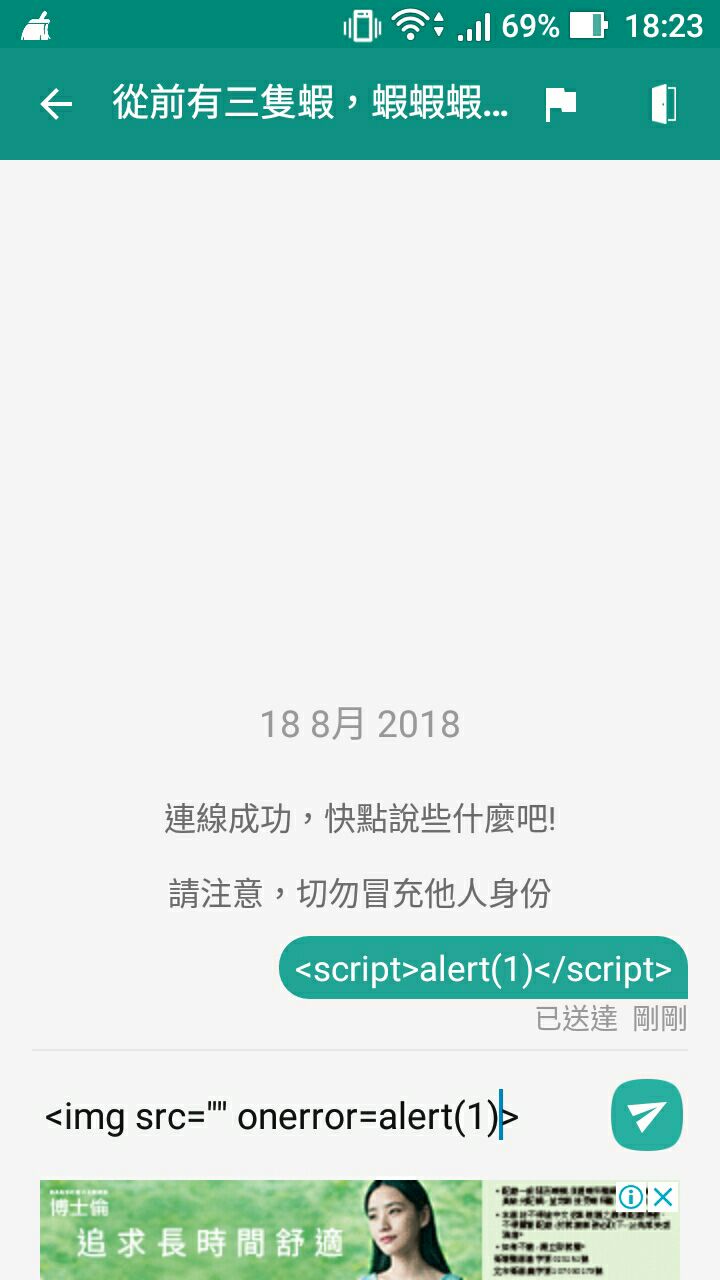 69% 18:23
從前有三隻蝦，蝦蝦蝦...
18 8月 2018
連線成功，快點說些什麼吧!
請注意，切勿冒充他人身份
<script>alert(1)</script>
已送達 剛剛
<img src="" onerror=alert(1)>
博士倫
追求長時間舒適